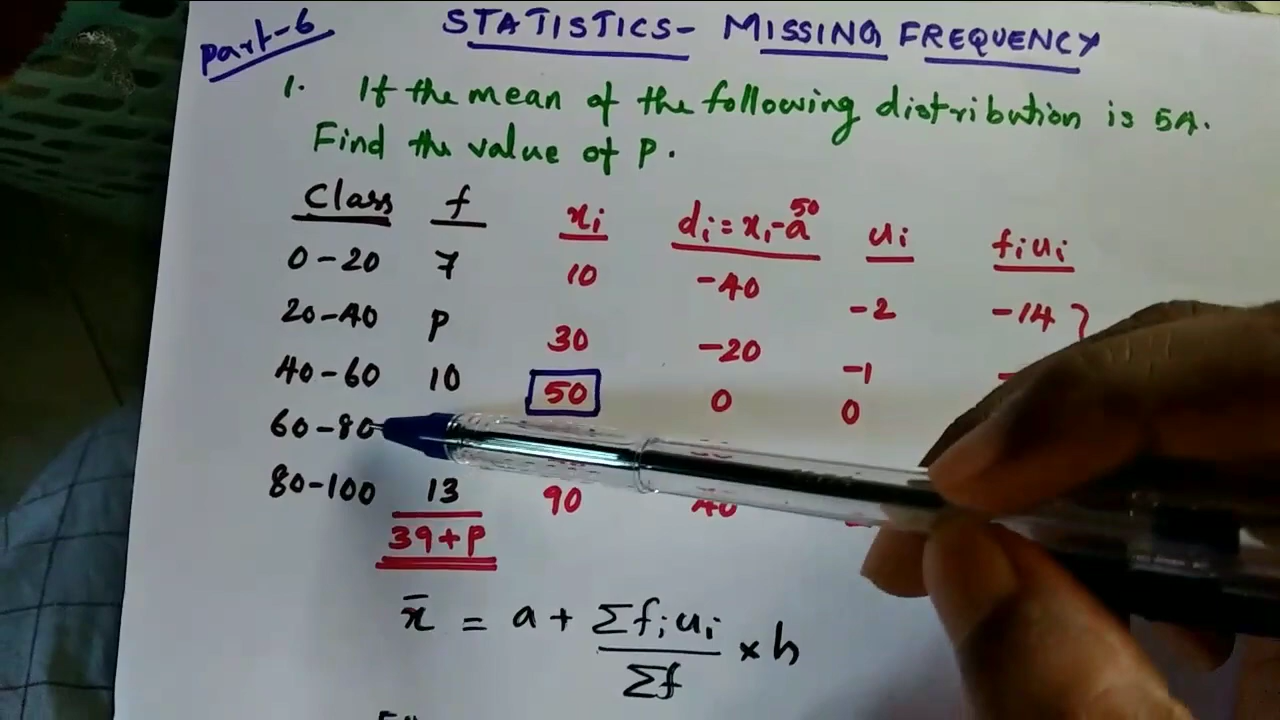 part-6 STATISTICS- MISSING FREQUENCY
1. If the mean of the following distribution is 54.
Find the value of P.
Class f xi di = xi-a 50 ui fiui
0-20 7 10 -40 -2 -14
20-40 P 30 -20 -1
40-60 10 50 0 0
60-80
80-100 13 90 40
39+P
x̄ = a + Σfiui / Σf × h